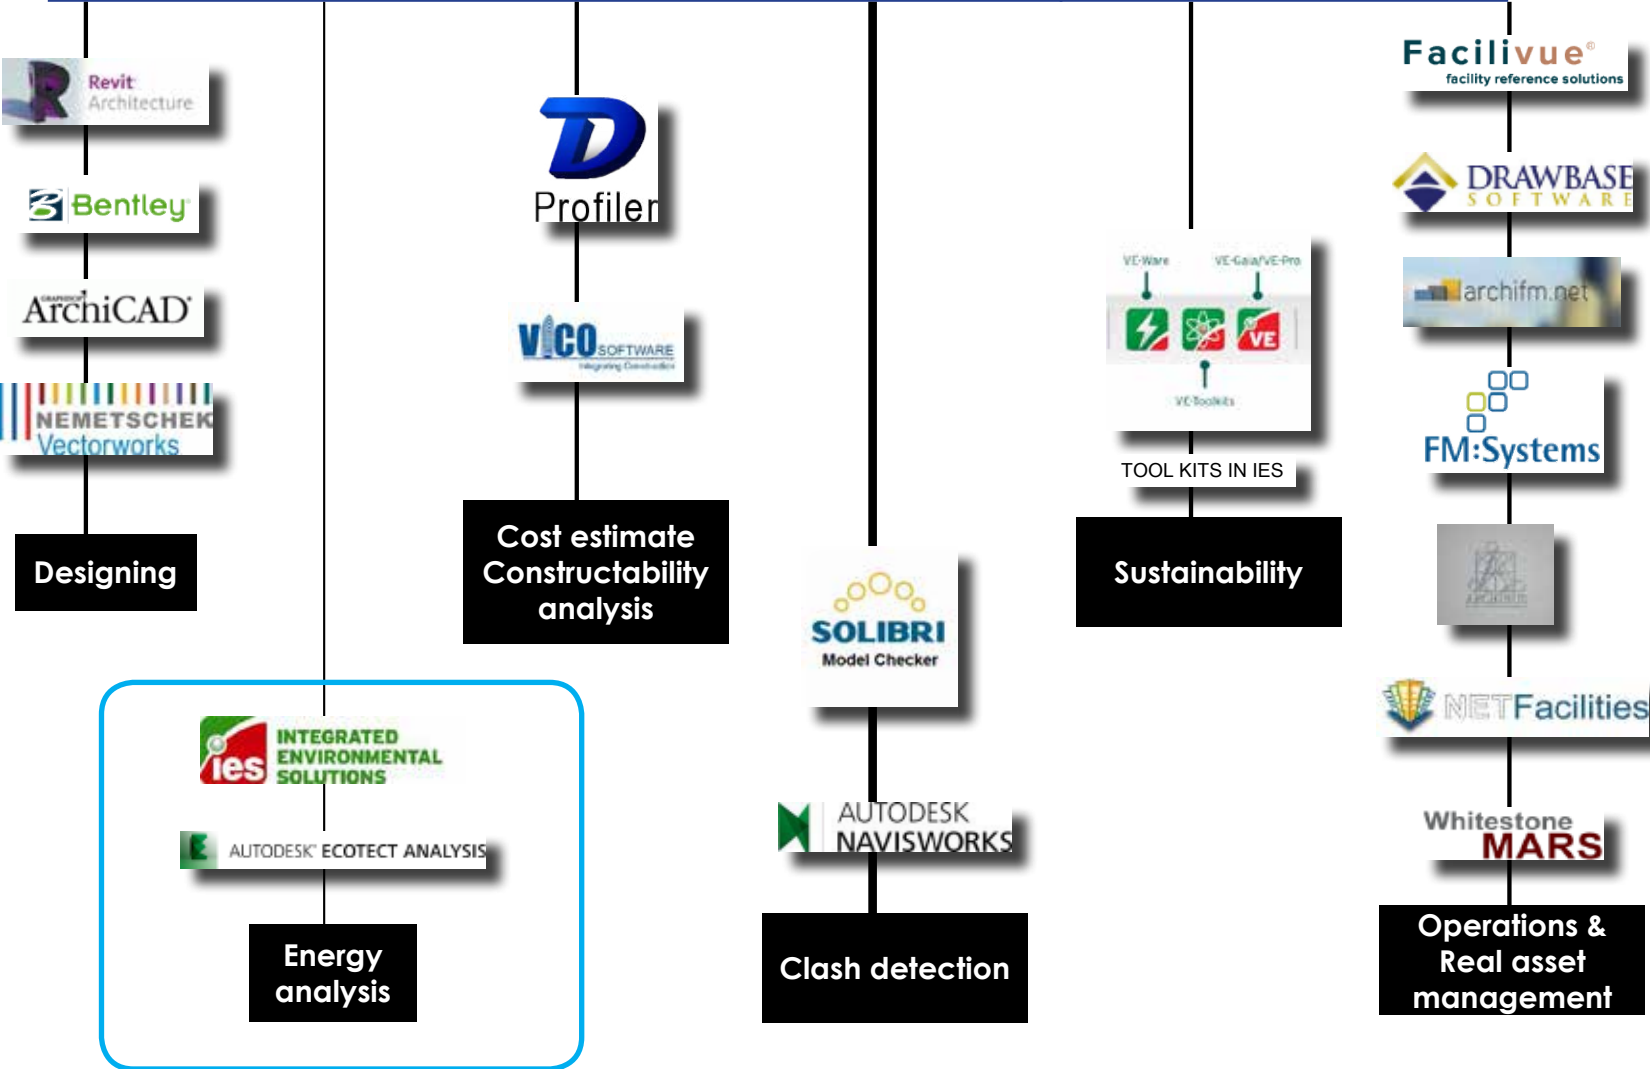 Revit
Architecture
Bentley
GRAPHISOFT
ArchiCAD
NEMETSCHEK
Vectorworks
Designing
INTEGRATED
ENVIRONMENTAL
SOLUTIONS
ies
AUTODESK® ECOTECT ANALYSIS
Energy
analysis
Profiler
VICO SOFTWARE
Integrating Construction
Cost estimate
Constructability
analysis
SOLIBRI
Model Checker
AUTODESK
NAVISWORKS
Clash detection
VE-Ware
VE-Gaia/VE-Pro
VE
VE-Toolkits
TOOL KITS IN IES
Sustainability
Facilivue®
facility reference solutions
DRAWBASE
SOFTWARE
archifm.net
FM:Systems
NETFacilities
Whitestone
MARS
Operations &
Real asset
management